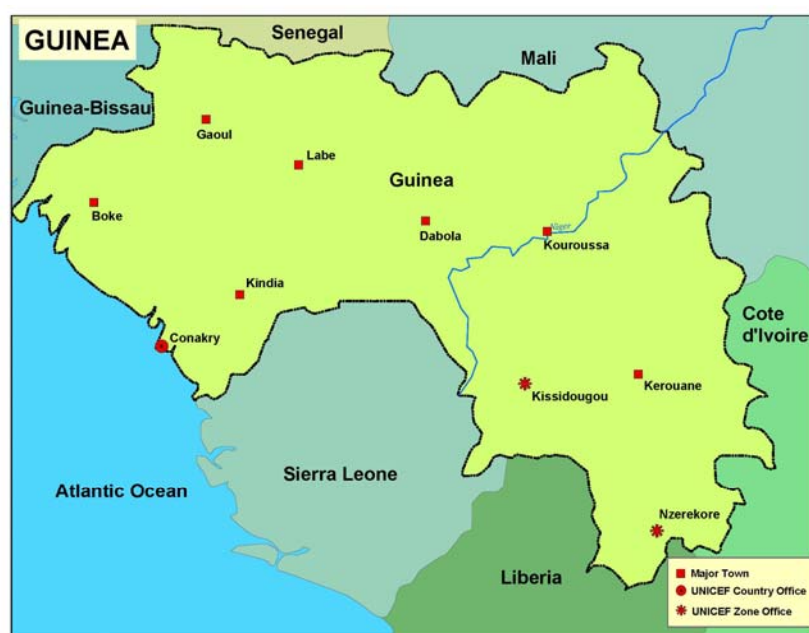 GUINEA
Senegal
Mali
Guinea-Bissau
Gaoul
Labe
Guinea
Boke
Dabola
Niger
Kouroussa
Kindia
Cote
d'Ivoire
Conakry
Kerouane
Kissidougou
Sierra Leone
Atlantic Ocean
Nzerekore
Liberia
Major Town
UNICEF Country Office
UNICEF Zone Office